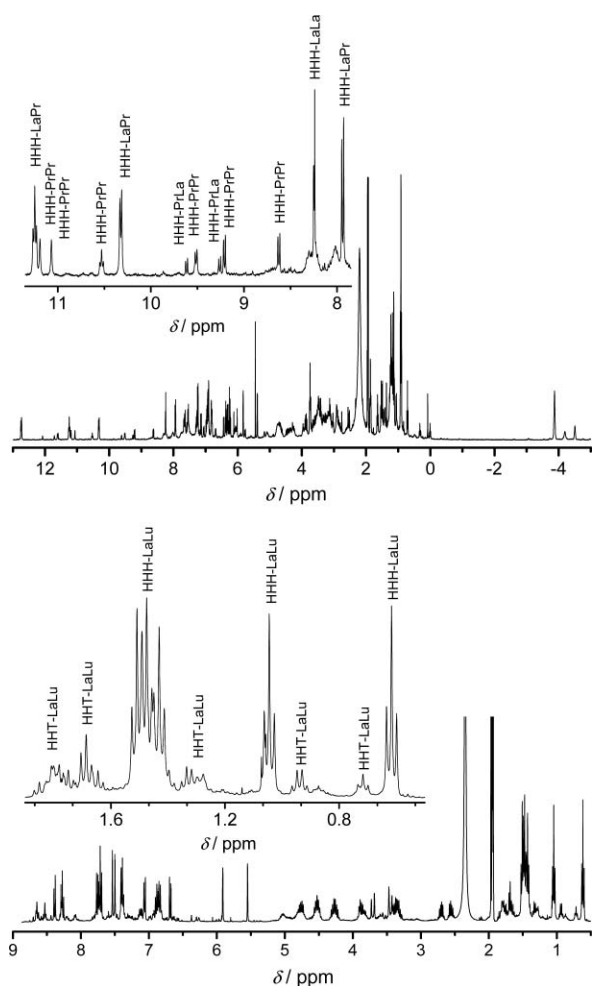 HHH-LaPr
HHH-PrPr
HHH-PrPr
HHH-PrPr
HHH-LaPr
HHH-PrLa
HHH-PrPr
HHH-PrLa
HHH-PrPr
HHH-PrPr
HHH-LaLa
HHH-LaPr
11 10 9 8
δ / ppm
12 10 8 6 4 2 0 -2 -4
δ / ppm
HHT-LaLu
HHT-LaLu
HHH-LaLu
HHT-LaLu
HHH-LaLu
HHT-LaLu
HHT-LaLu
HHH-LaLu
1.6 1.2 0.8
δ / ppm
9 8 7 6 5 4 3 2 1
δ / ppm